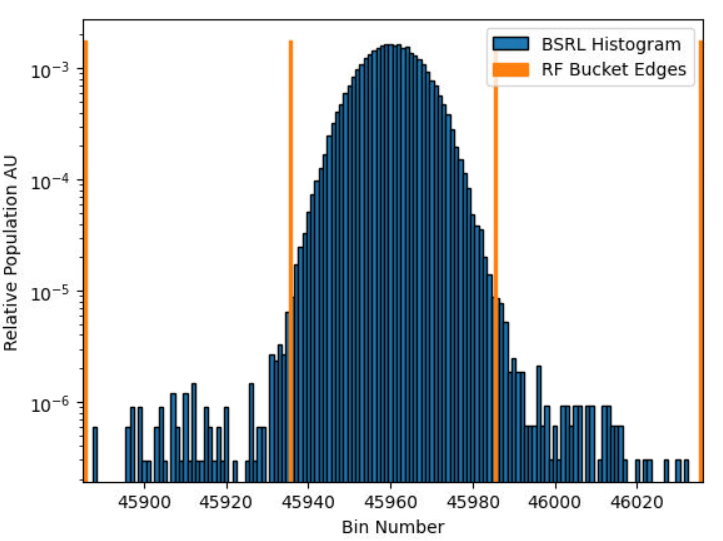 BSRL Histogram
RF Bucket Edges
Relative Population AU
10⁻³
10⁻⁴
10⁻⁵
10⁻⁶
45900 45920 45940 45960 45980 46000 46020
Bin Number